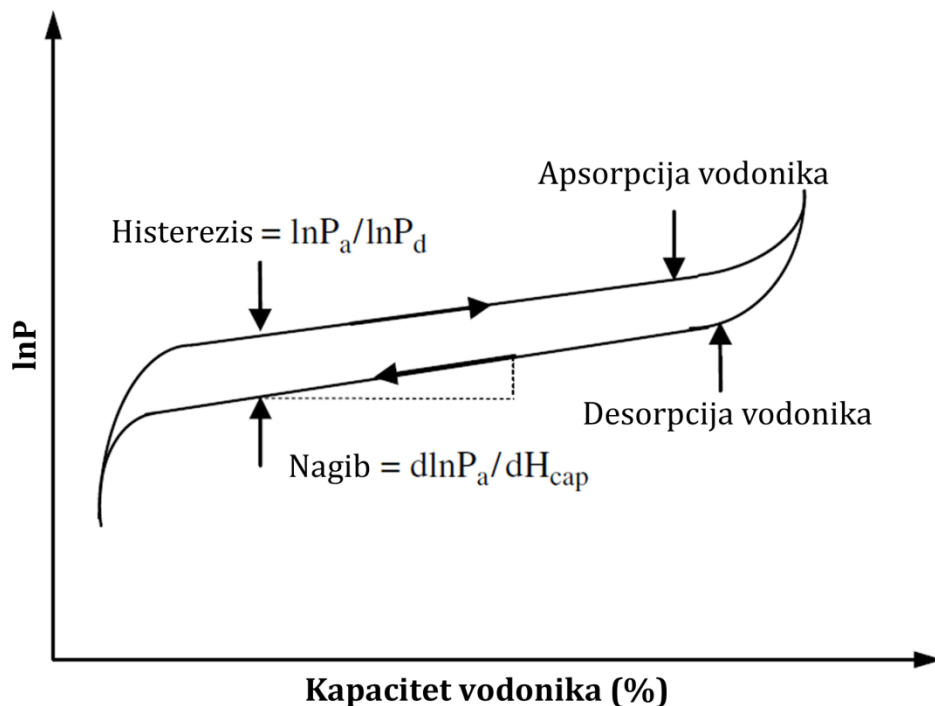 Apsorpcija vodonika
Histerezis = lnPa/lnPd
lnP
Desorpcija vodonika
Nagib = dlnPa/dHcap
Kapacitet vodonika (%)